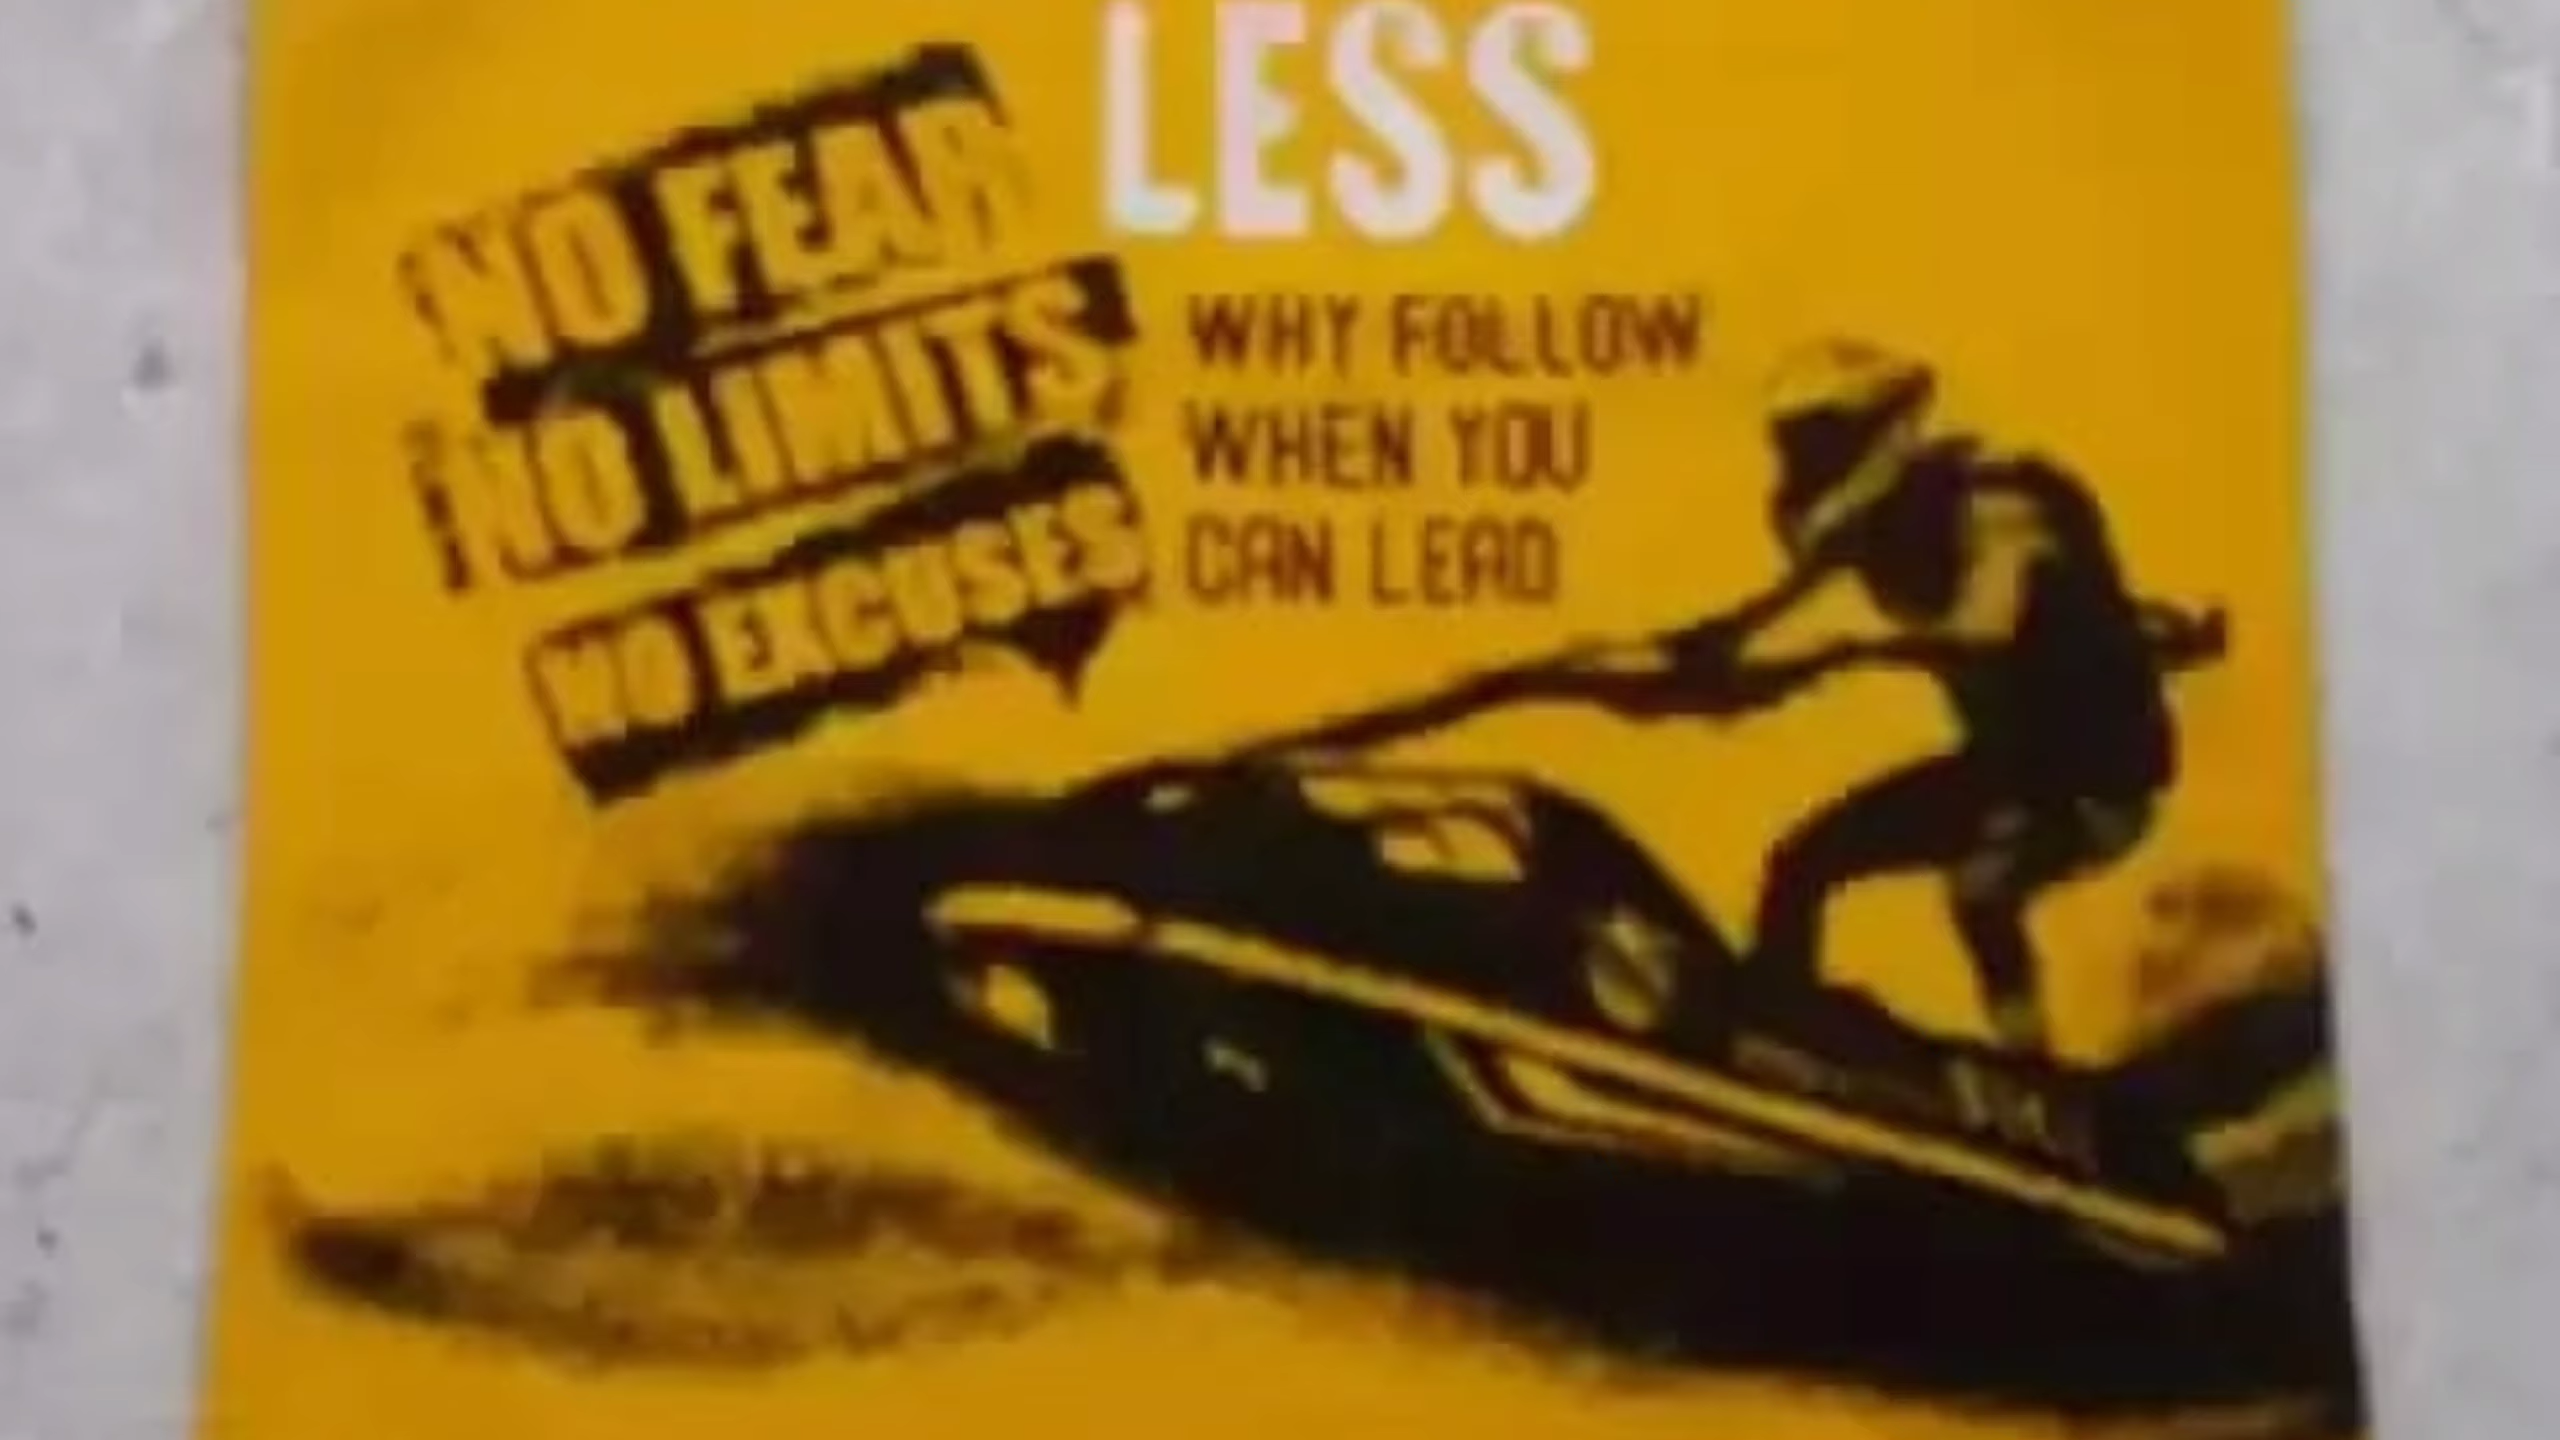 LESS
NO FEAR
NO LIMITS
NO EXCUSES
WHY FOLLOW
WHEN YOU
CAN LEAD